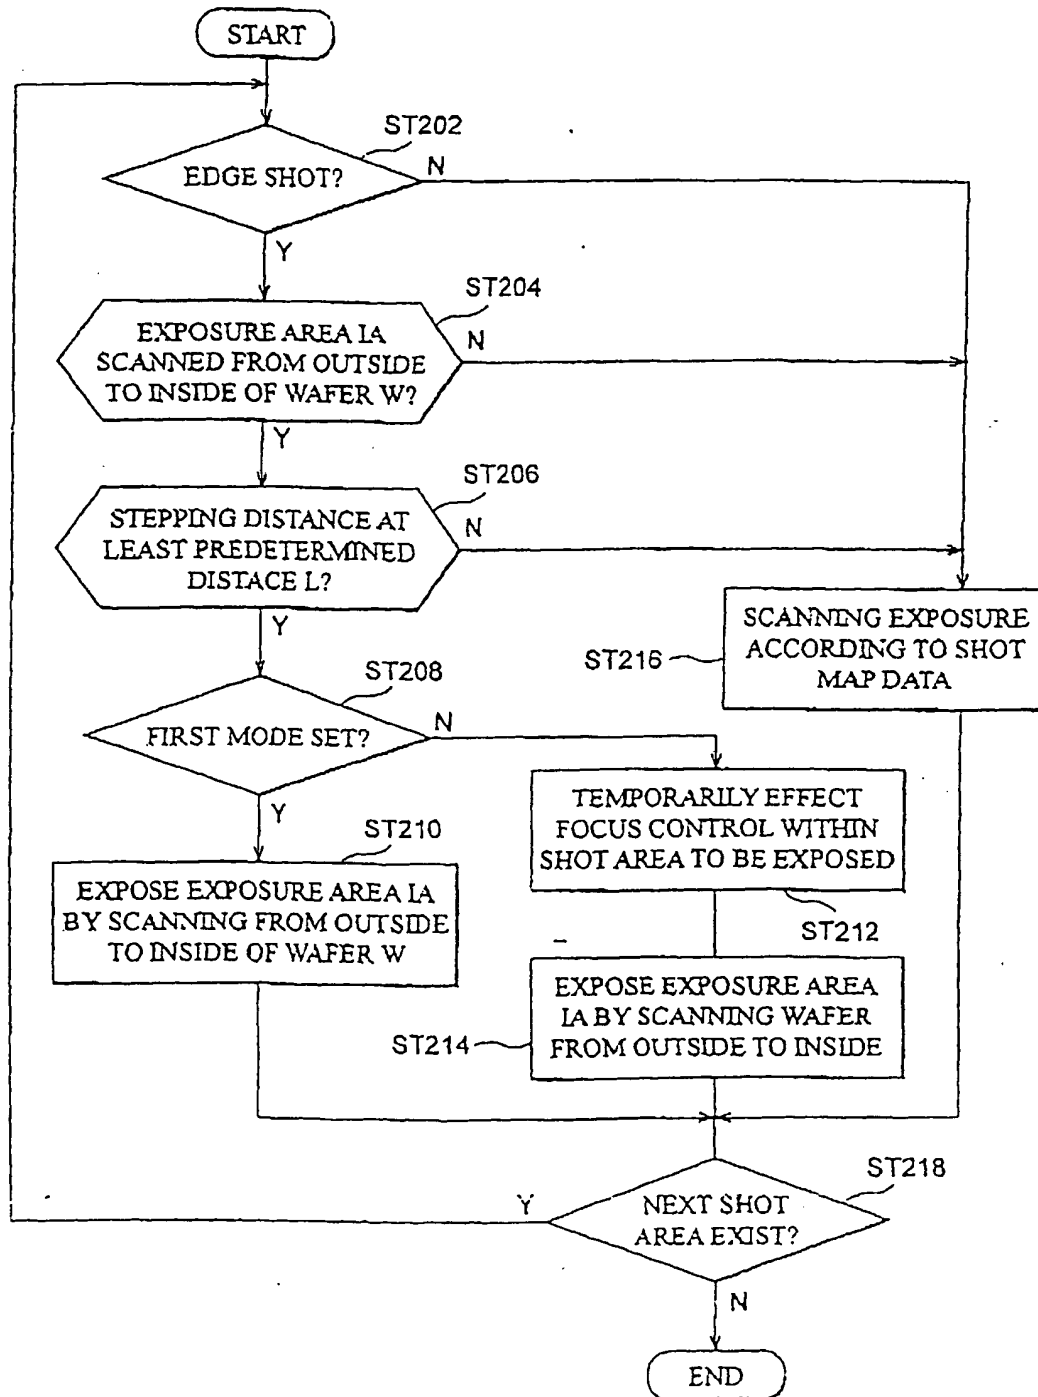 START
ST202
EDGE SHOT?
N
Y
ST204
EXPOSURE AREA IA
SCANNED FROM OUTSIDE
TO INSIDE OF WAFER W?
N
Y
ST206
STEPPING DISTANCE AT
LEAST PREDETERMINED
DISTACE L?
N
Y
SCANNING EXPOSURE
ACCORDING TO SHOT
MAP DATA
ST216
ST208
FIRST MODE SET?
N
Y
TEMPORARILY EFFECT
FOCUS CONTROL WITHIN
SHOT AREA TO BE EXPOSED
ST212
ST210
EXPOSE EXPOSURE AREA IA
BY SCANNING FROM OUTSIDE
TO INSIDE OF WAFER W
EXPOSE EXPOSURE AREA
IA BY SCANNING WAFER
FROM OUTSIDE TO INSIDE
ST214
ST218
NEXT SHOT
AREA EXIST?
Y
N
END